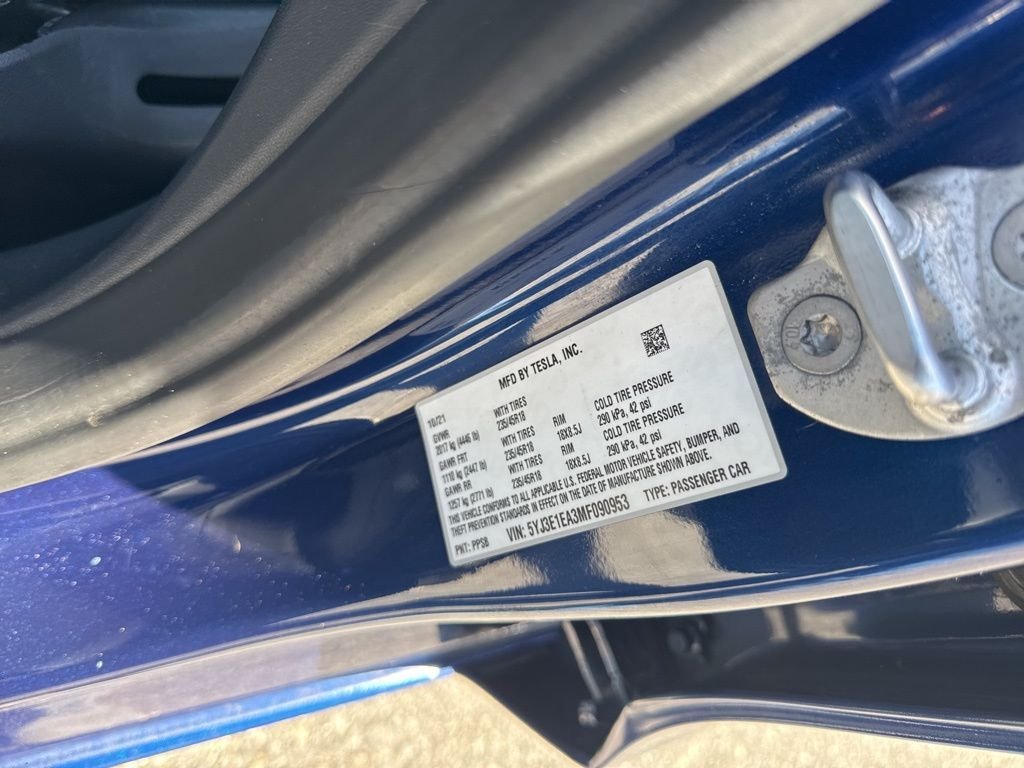 MFD BY TESLA, INC.
10/21
GVWR WITH TIRES COLD TIRE PRESSURE
2017 kg (4446 lb) 235/45R18 RIM 290 kPa, 42 psi
GAWR FRT WITH TIRES 18X8.5J COLD TIRE PRESSURE
1110 kg (2447 lb) 235/45R18 RIM 290 kPa, 42 psi
GAWR RR WITH TIRES 18X8.5J
1257 kg (2771 lb) 235/45R18
THIS VEHICLE CONFORMS TO ALL APPLICABLE U.S. FEDERAL MOTOR VEHICLE SAFETY, BUMPER, AND
THEFT PREVENTION STANDARDS IN EFFECT ON THE DATE OF MANUFACTURE SHOWN ABOVE.
PNT: PPSB VIN: 5YJ3E1EA3MF090953 TYPE: PASSENGER CAR